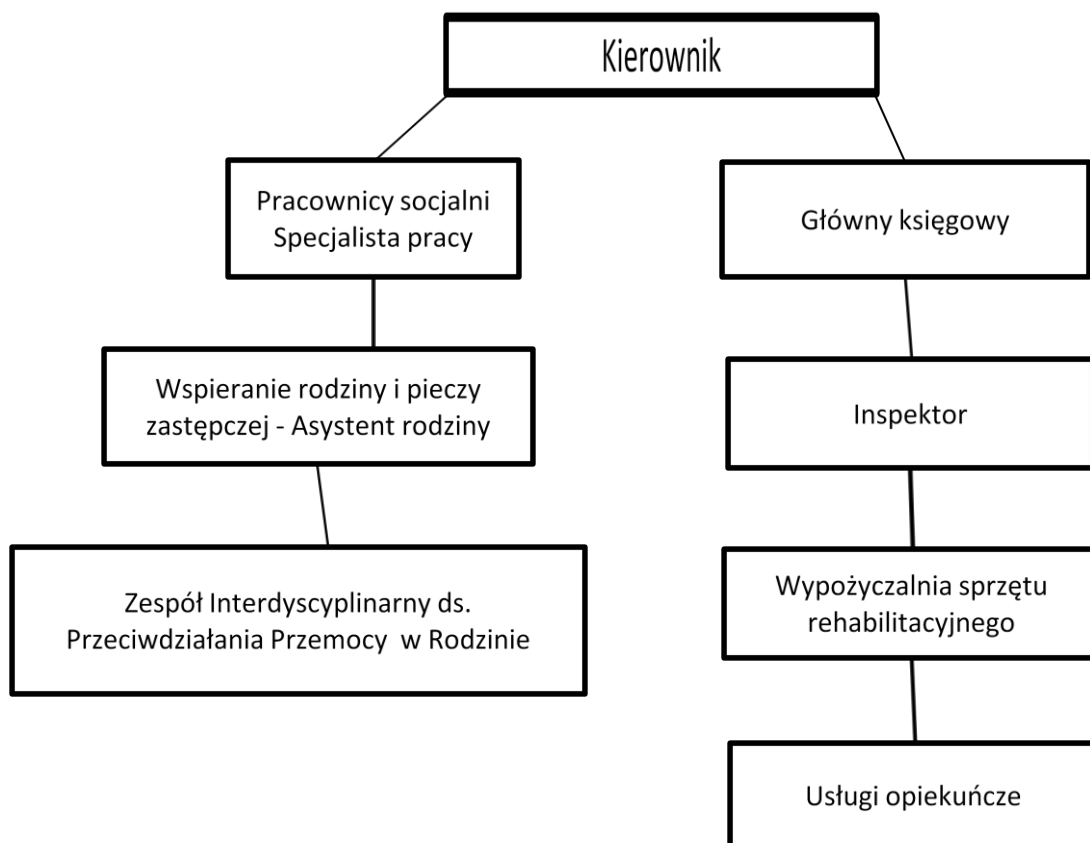 Kierownik
Pracownicy socjalni
Specjalista pracy
Główny księgowy
Wspieranie rodziny i pieczy
zastępczej - Asystent rodziny
Inspektor
Zespół Interdyscyplinarny ds.
Przeciwdziałania Przemocy w Rodzinie
Wypożyczalnia sprzętu
rehabilitacyjnego
Usługi opiekuńcze